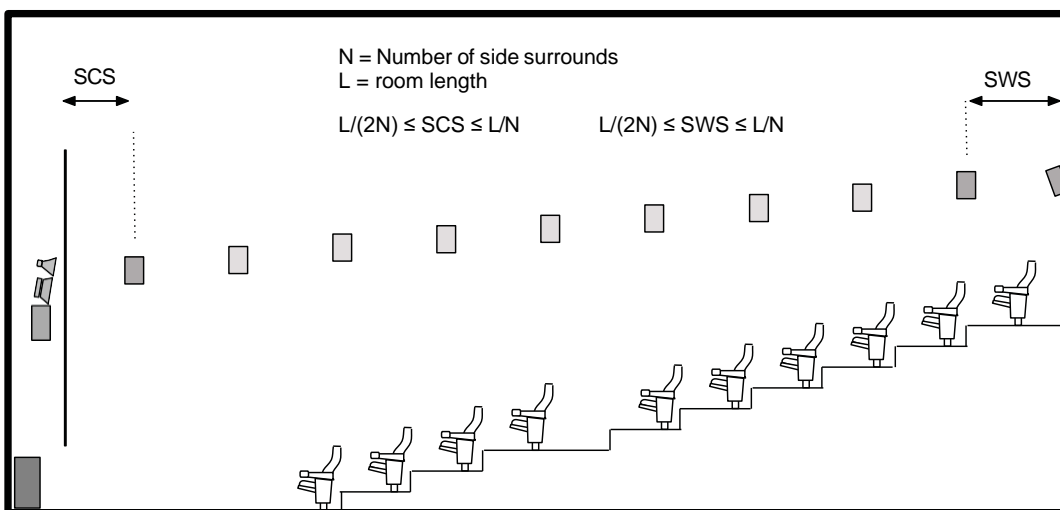 N = Number of side surrounds
L = room length
SCS
SWS
L/(2N) ≤ SCS ≤ L/N
L/(2N) ≤ SWS ≤ L/N